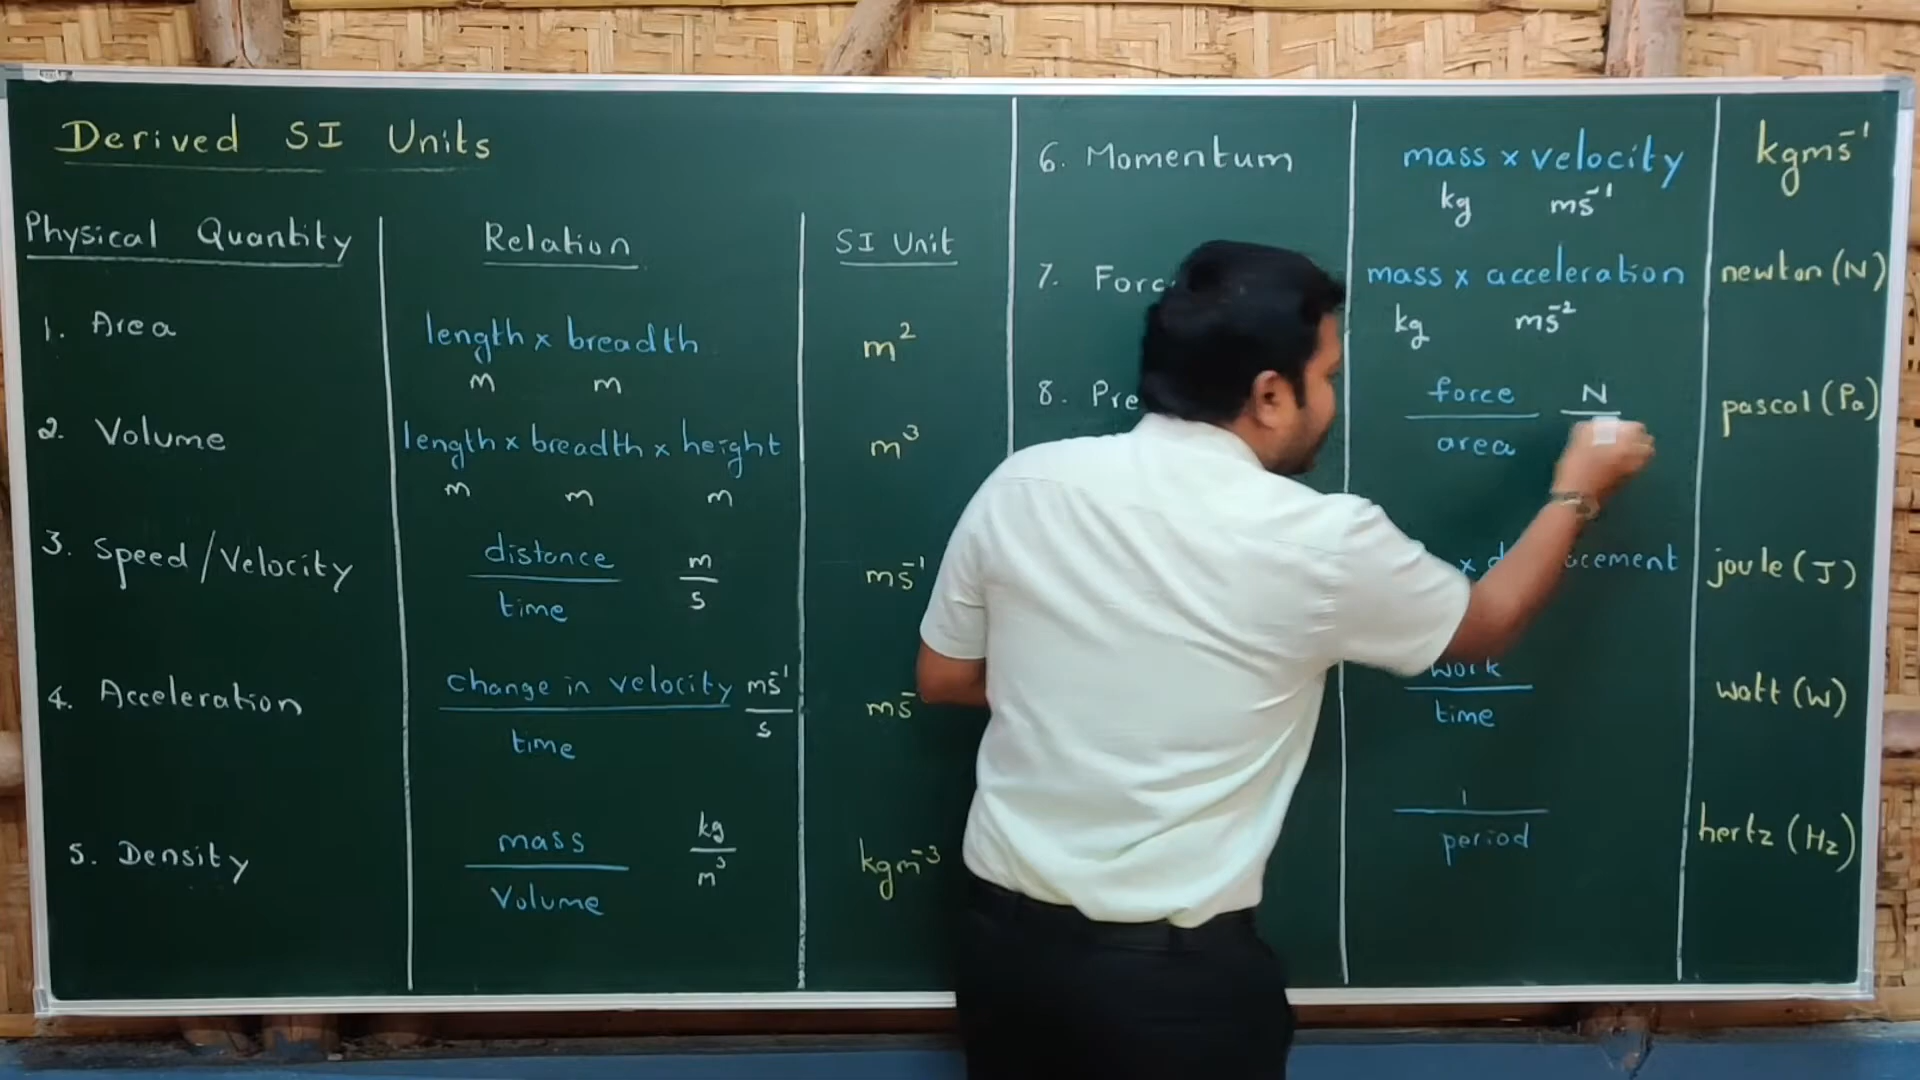 Derived SI Units
Physical Quantity Relation SI Unit
1. Area length x breadth m²
m m
2. Volume length x breadth x height m³
m m m
3. Speed/Velocity distance/time m/s ms⁻¹
4. Acceleration change in velocity/time ms⁻¹/s ms⁻
5. Density mass/Volume kg/m³ kgm⁻³
6. Momentum mass x velocity kgms⁻¹
kg ms⁻¹
7. mass x acceleration newton (N)
kg ms⁻²
8. force/area N pascal (Pa)
x joule (J)
work/time watt (W)
1/period hertz (Hz)